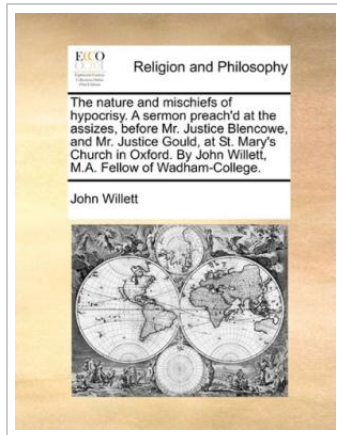 ECCO
Religion and Philosophy
The nature and mischiefs of
hypocrisy. A sermon preach'd at the
assizes, before Mr. Justice Blencowe,
and Mr. Justice Gould, at St. Mary's
Church in Oxford. By John Willett,
M.A. Fellow of Wadham-College.
John Willett